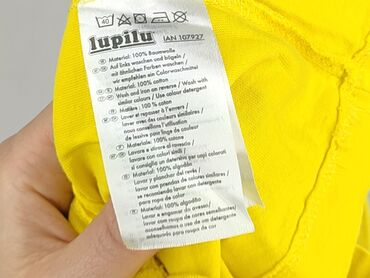 40
lupilu IAN 107927
Material: 100% Baumwolle
Auf links waschen und bügeln /
mit ähnlichen Farben waschen /
wir empfehlen ein Colorwaschmittel
Material: 100% cotton
Wash and iron on reverse / Wash with
similar colours / Use colour detergent
Matière : 100% coton
Laver et repasser à l'envers /
laver avec des couleurs similaires /
nous conseillons l'utilisation
de lessive pour linge de couleur
Materiale: 100% cotone
Lavare e stirare a rovescio /
lavare con colori simili /
si consiglia un detersivo per capi colorati
Material: 100% algodón
Lavar y planchar del revés /
lavar con prendas de colores similares /
se recomienda lavar con detergente
para ropa de color
Material: 100% algodão
Lavar e engomar do avesso /
lavar com roupa de cores semelhantes /
aconselhamos o uso de detergente
adequado para roupa de cor